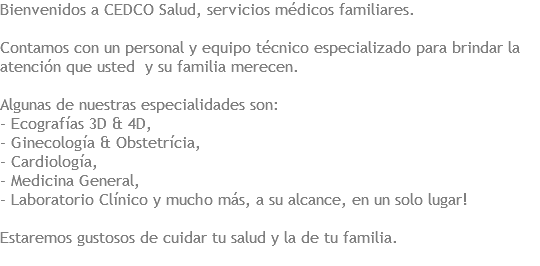 Bienvenidos a CEDCO Salud, servicios médicos familiares.
Contamos con un personal y equipo técnico especializado para brindar la
atención que usted  y su familia merecen.
Algunas de nuestras especialidades son:
- Ecografías 3D & 4D,
- Ginecología & Obstetrícia,
- Cardiología,
- Medicina General,
- Laboratorio Clínico y mucho más, a su alcance, en un solo lugar!
Estaremos gustosos de cuidar tu salud y la de tu familia.